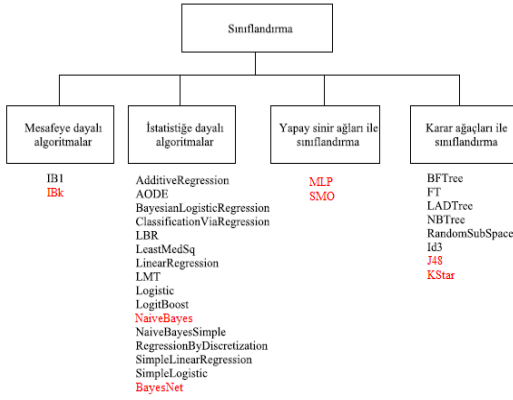 Sınıflandırma
Mesafeye dayalı
algoritmalar
IB1
IBk
İstatistiğe dayalı
algoritmalar
AdditiveRegression
AODE
BayesianLogisticRegression
ClassificationViaRegression
LBR
LeastMedSq
LinearRegression
LMT
Logistic
LogitBoost
NaiveBayes
NaiveBayesSimple
RegressionByDiscretization
SimpleLinearRegression
SimpleLogistic
BayesNet
Yapay sinir ağları ile
sınıflandırma
MLP
SMO
Karar ağaçları ile
sınıflandırma
BFTree
FT
LADTree
NBTree
RandomSubSpace
Id3
J48
KStar